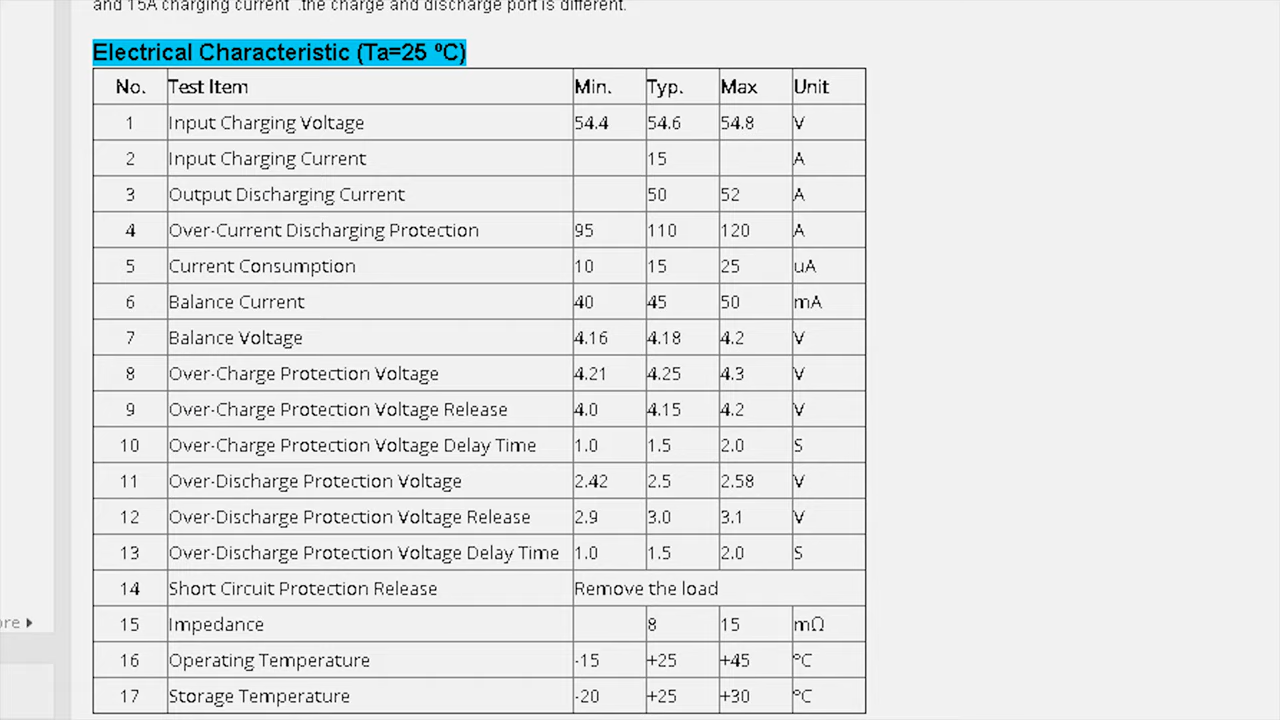 and 15A charging current .the charge and discharge port is different.
Electrical Characteristic (Ta=25 ºC)
No. Test Item Min. Typ. Max Unit
1 Input Charging Voltage 54.4 54.6 54.8 V
2 Input Charging Current 15 A
3 Output Discharging Current 50 52 A
4 Over-Current Discharging Protection 95 110 120 A
5 Current Consumption 10 15 25 uA
6 Balance Current 40 45 50 mA
7 Balance Voltage 4.16 4.18 4.2 V
8 Over-Charge Protection Voltage 4.21 4.25 4.3 V
9 Over-Charge Protection Voltage Release 4.0 4.15 4.2 V
10 Over-Charge Protection Voltage Delay Time 1.0 1.5 2.0 S
11 Over-Discharge Protection Voltage 2.42 2.5 2.58 V
12 Over-Discharge Protection Voltage Release 2.9 3.0 3.1 V
13 Over-Discharge Protection Voltage Delay Time 1.0 1.5 2.0 S
14 Short Circuit Protection Release Remove the load
15 Impedance 8 15 mΩ
16 Operating Temperature -15 +25 +45 ºC
17 Storage Temperature -20 +25 +30 ºC